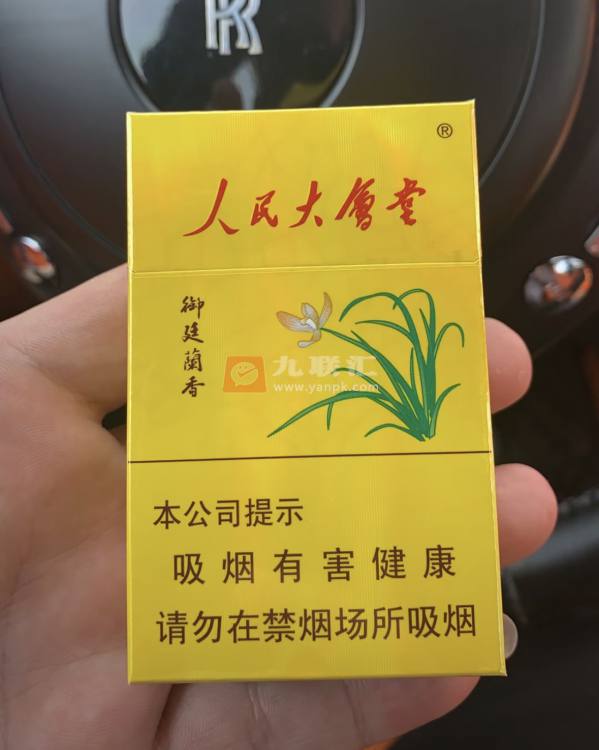 RR
®
人民大會堂
御廷蘭香
九联汇
www.yanpk.com
本公司提示
吸烟有害健康
请勿在禁烟场所吸烟